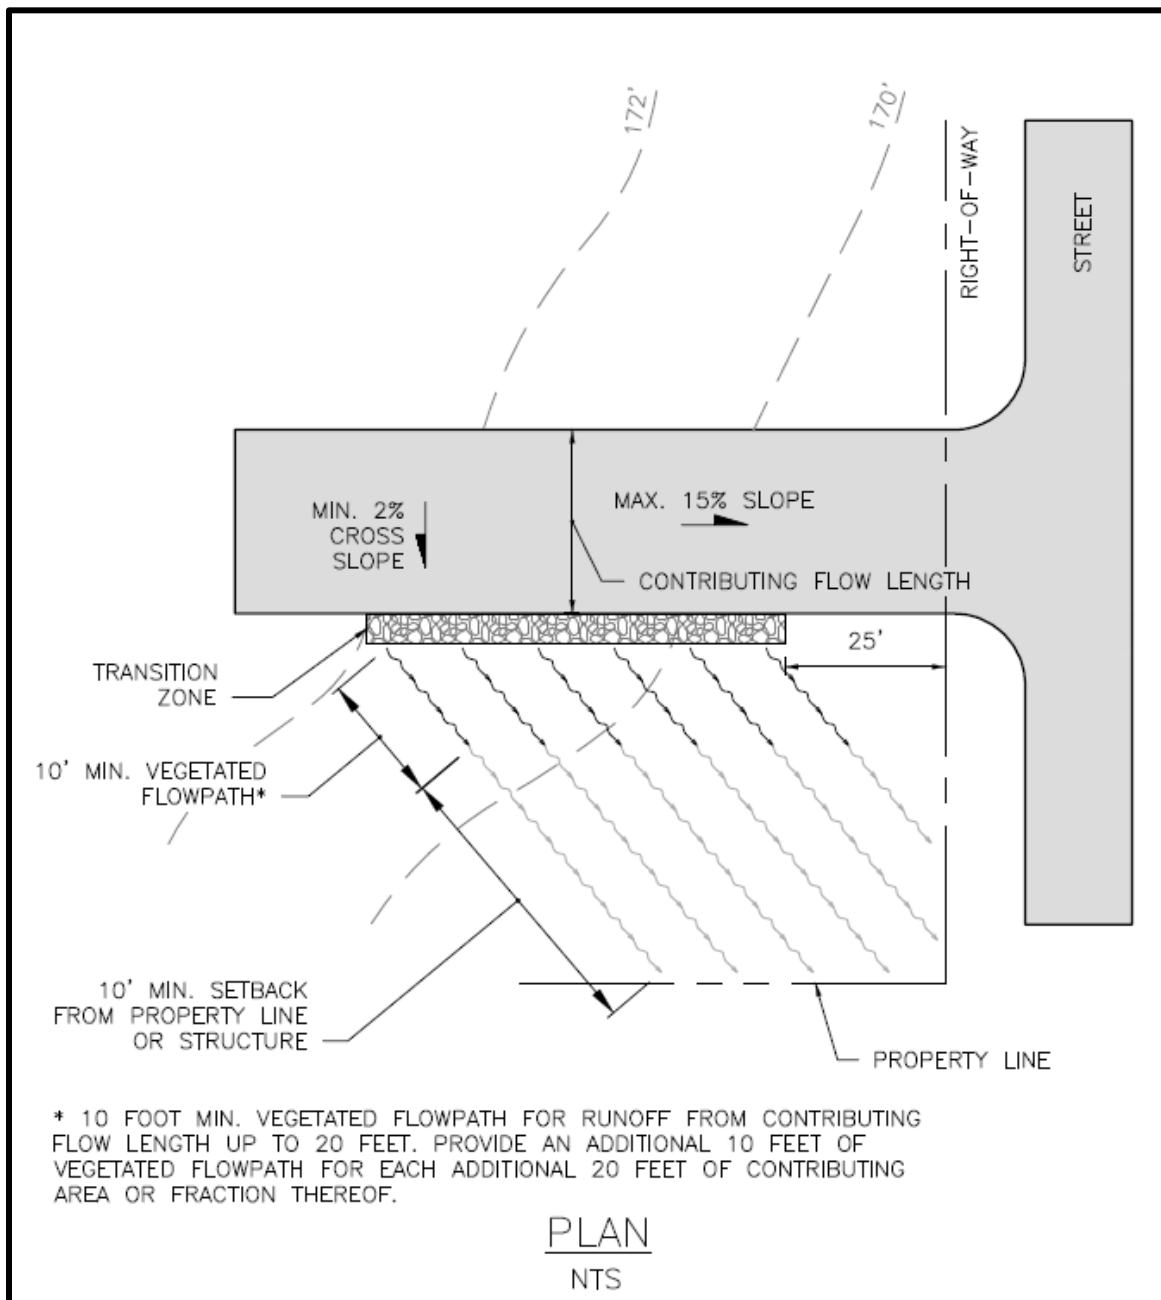 172'
170'
RIGHT-OF-WAY
STREET
MIN. 2%
CROSS
SLOPE
MAX. 15% SLOPE
CONTRIBUTING FLOW LENGTH
25'
TRANSITION
ZONE
10' MIN. VEGETATED
FLOWPATH*
10' MIN. SETBACK
FROM PROPERTY LINE
OR STRUCTURE
PROPERTY LINE
* 10 FOOT MIN. VEGETATED FLOWPATH FOR RUNOFF FROM CONTRIBUTING
FLOW LENGTH UP TO 20 FEET. PROVIDE AN ADDITIONAL 10 FEET OF
VEGETATED FLOWPATH FOR EACH ADDITIONAL 20 FEET OF CONTRIBUTING
AREA OR FRACTION THEREOF.
PLAN
NTS